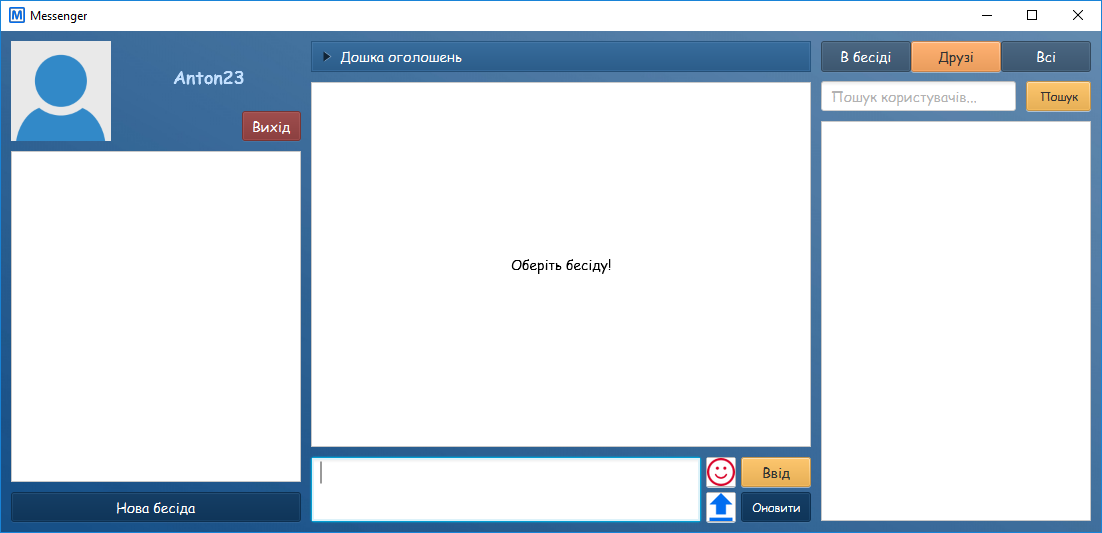 Messenger
Anton23
Вихід
Нова бесіда
Дошка оголошень
Оберіть бесіду!
Ввід
Оновити
В бесіді
Друзі
Всі
Пошук користувачів...
Пошук